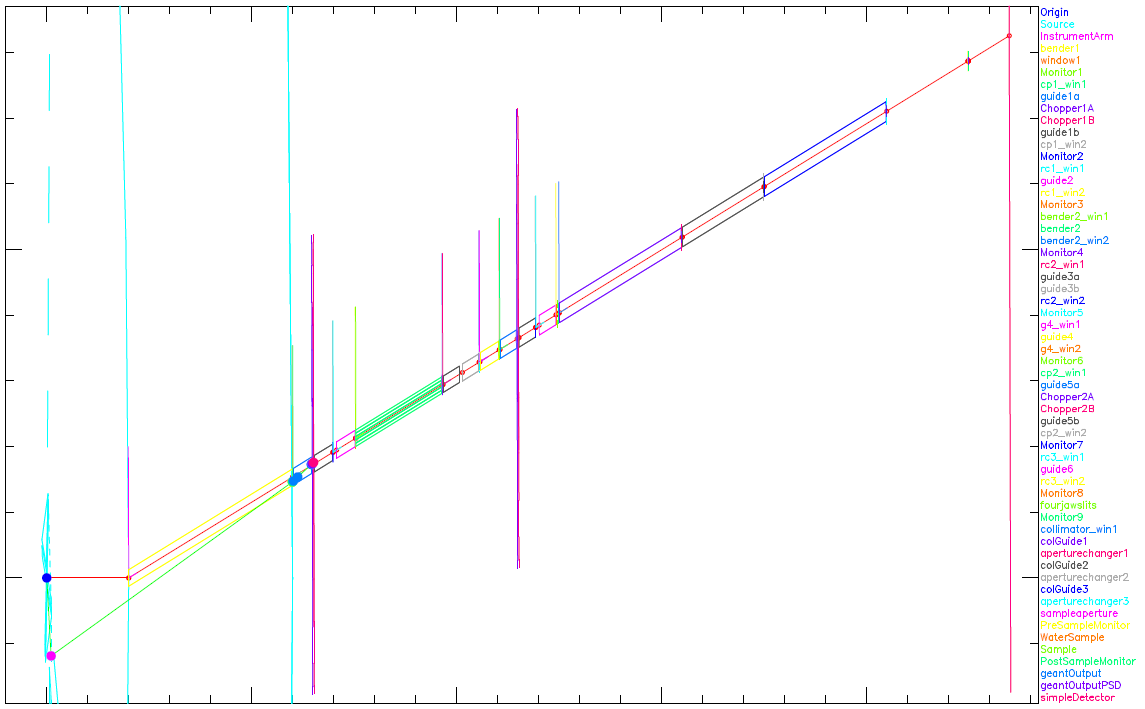 Origin
Source
InstrumentArm
bender1
window1
Monitor1
cp1_win1
guide1a
Chopper1A
Chopper1B
guide1b
cp1_win2
Monitor2
rc1_win1
guide2
rc1_win2
Monitor3
bender2_win1
bender2
bender2_win2
Monitor4
rc2_win1
guide3a
guide3b
rc2_win2
Monitor5
g4_win1
guide4
g4_win2
Monitor6
cp2_win1
guide5a
Chopper2A
Chopper2B
guide5b
cp2_win2
Monitor7
rc3_win1
guide6
rc3_win2
Monitor8
fourjawslits
Monitor9
collimator_win1
colGuide1
aperturechanger1
colGuide2
aperturechanger2
colGuide3
aperturechanger3
sampleaperture
PreSampleMonitor
WaterSample
Sample
PostSampleMonitor
geantOutput
geantOutputPSD
simpleDetector